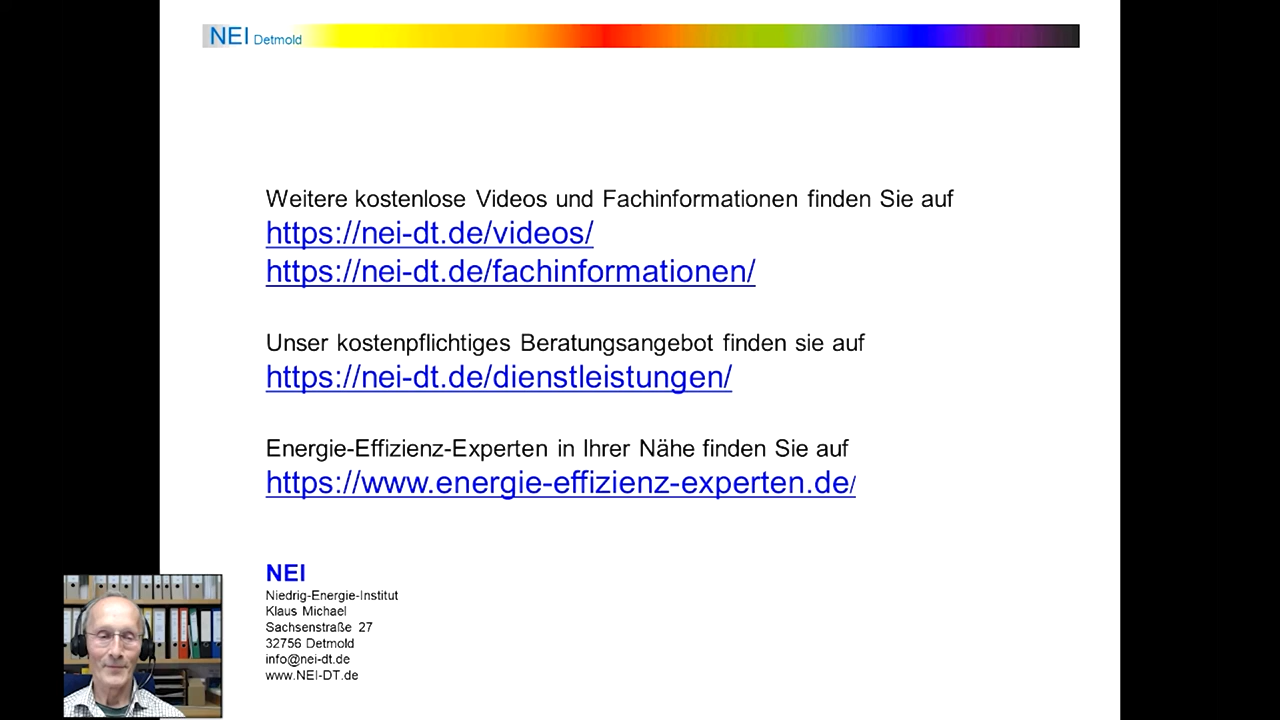 NEI Detmold
Weitere kostenlose Videos und Fachinformationen finden Sie auf
https://nei-dt.de/videos/
https://nei-dt.de/fachinformationen/
Unser kostenpflichtiges Beratungsangebot finden sie auf
https://nei-dt.de/dienstleistungen/
Energie-Effizienz-Experten in Ihrer Nähe finden Sie auf
https://www.energie-effizienz-experten.de/
NEI
Niedrig-Energie-Institut
Klaus Michael
Sachsenstraße 27
32756 Detmold
info@nei-dt.de
www.NEI-DT.de